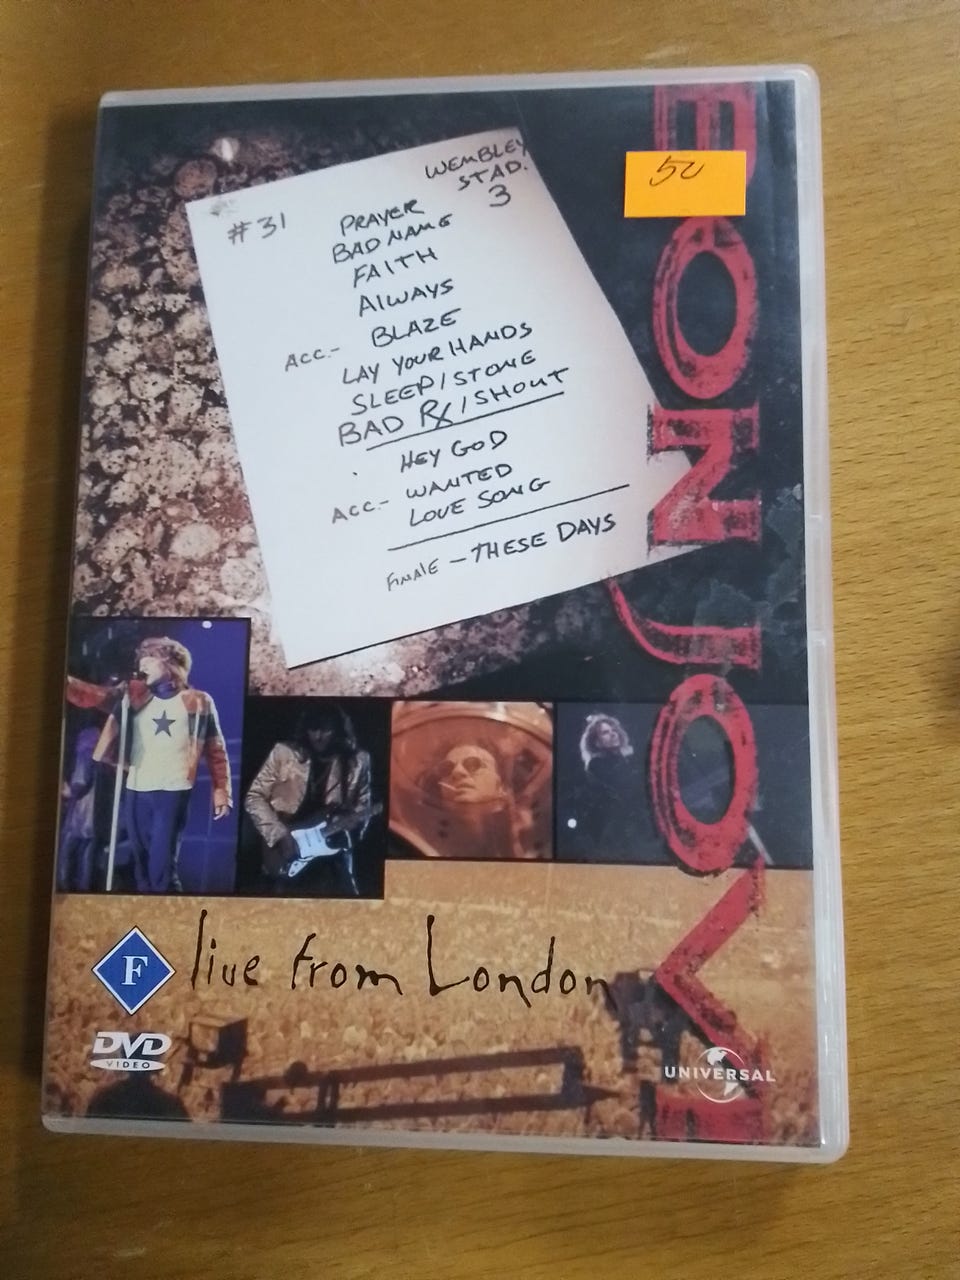 WEMBLEY
STAD.
3
#31
PRAYER
BAD NAME
FAITH
ALWAYS
ACC.- BLAZE
LAY YOUR HANDS
SLEEP/STONE
BAD RX/SHOUT
HEY GOD
ACC.- WANTED
LOVE SONG
FINALE - THESE DAYS
50
BON JOVI
F
live from London
DVD
VIDEO
UNIVERSAL